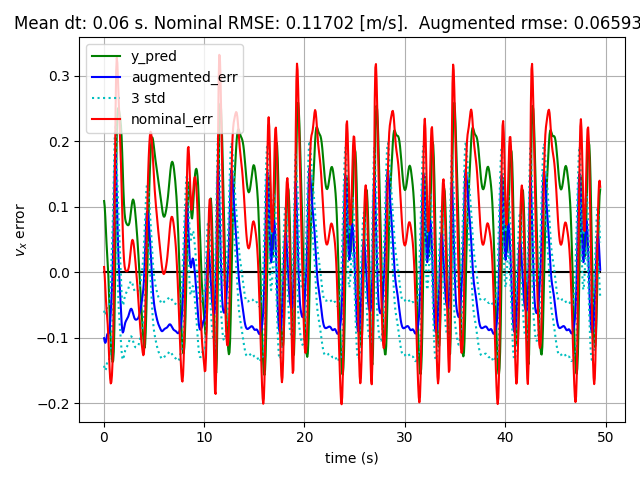 Mean dt: 0.06 s. Nominal RMSE: 0.11702 [m/s].  Augmented rmse: 0.06593
y_pred
augmented_err
3 std
nominal_err
0.3
0.2
0.1
0.0
−0.1
−0.2
vₓ error
0
10
20
30
40
50
time (s)